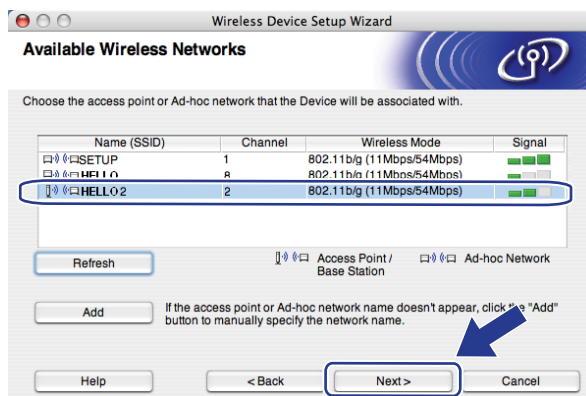 Wireless Device Setup Wizard
Available Wireless Networks
Choose the access point or Ad-hoc network that the Device will be associated with.
Name (SSID) Channel Wireless Mode Signal
SETUP 1 802.11b/g (11Mbps/54Mbps)
HELLO 8 802.11b/g (11Mbps/54Mbps)
HELLO 2 2 802.11b/g (11Mbps/54Mbps)
Refresh
Access Point / Ad-hoc Network
Base Station
Add
If the access point or Ad-hoc network name doesn't appear, click the "Add"
button to manually specify the network name.
Help < Back Next > Cancel